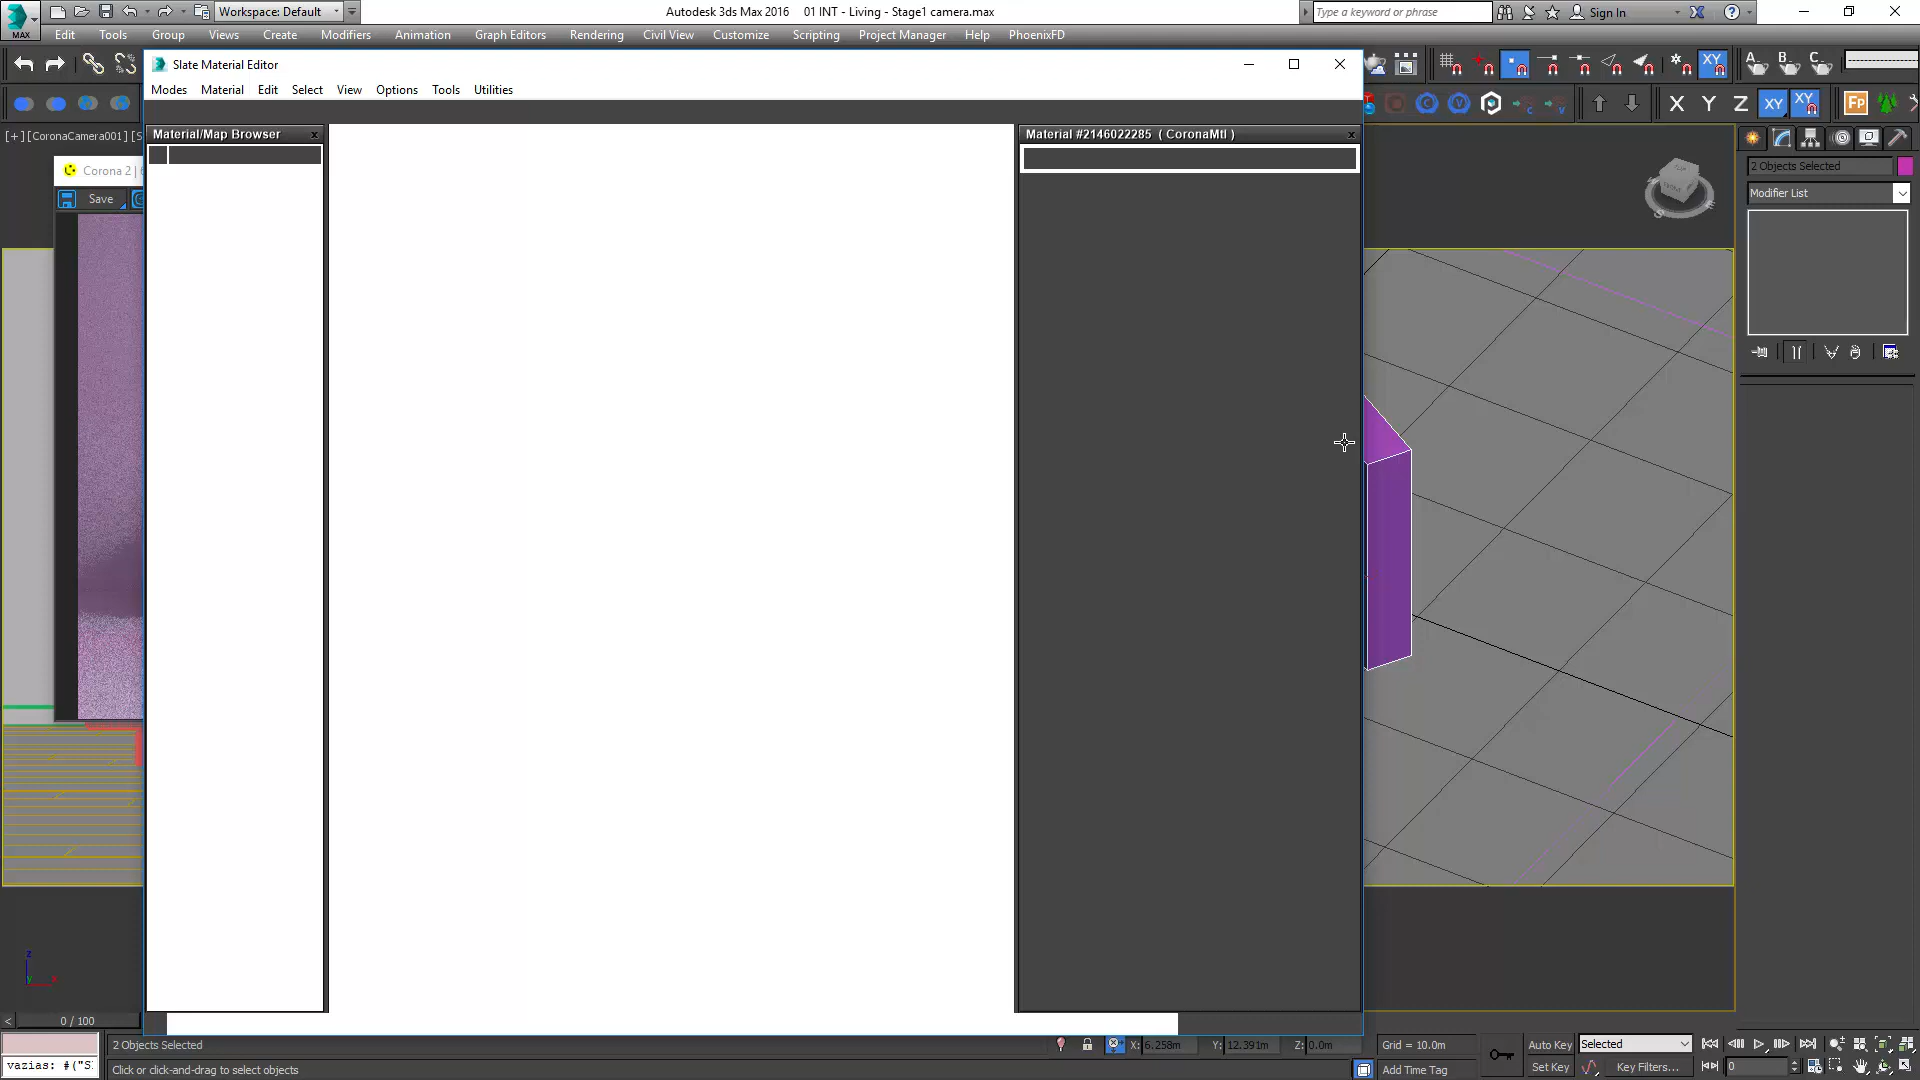 Workspace: Default
Autodesk 3ds Max 2016 01 INT - Living - Stage1 camera.max
Type a keyword or phrase
Sign In
MAX
Edit Tools Group Views Create Modifiers Animation Graph Editors Rendering Civil View Customize Scripting Project Manager Help PhoenixFD
Slate Material Editor
Modes Material Edit Select View Options Tools Utilities
X Y Z XY XY
Fp
[+] [CoronaCamera001] [S
Material/Map Browser x
Material #2146022285 ( CoronaMtl ) x
Corona 2 |
Save
2 Objects Selected
Modifier List
0 / 100
2 Objects Selected
X: 6.258m Y: 12.391m Z: 0.0m
Grid = 10.0m
Auto Key
Selected
vazias: #("S:
Click or click-and-drag to select objects
Add Time Tag
Set Key
Key Filters...
0